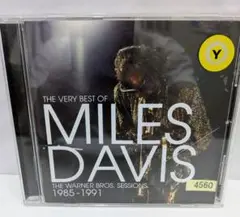 THE VERY BEST OF
Y
MILES
DAVIS
THE WARNER BROS. SESSIONS
1985-1991
4560